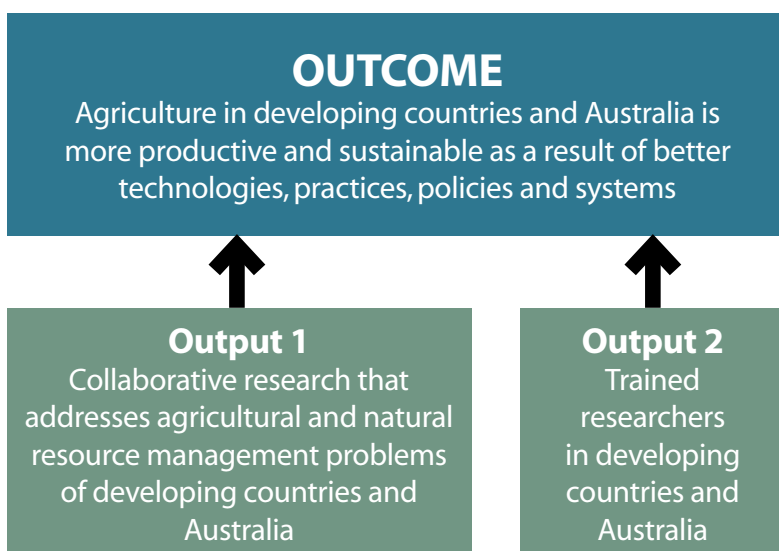 OUTCOME
Agriculture in developing countries and Australia is
more productive and sustainable as a result of better
technologies, practices, policies and systems
Output 1
Collaborative research that
addresses agricultural and natural
resource management problems
of developing countries and
Australia
Output 2
Trained
researchers
in developing
countries and
Australia